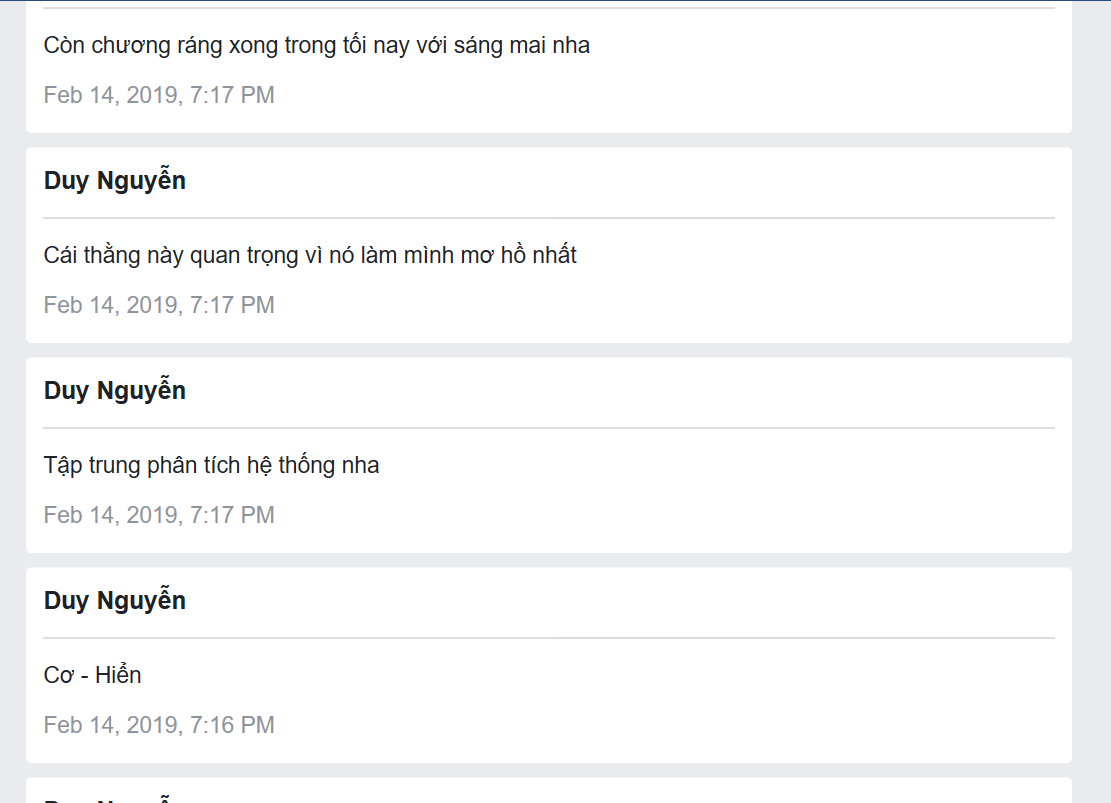 Còn chương ráng xong trong tối nay với sáng mai nha
Feb 14, 2019, 7:17 PM
Duy Nguyễn
Cái thằng này quan trọng vì nó làm mình mơ hồ nhất
Feb 14, 2019, 7:17 PM
Duy Nguyễn
Tập trung phân tích hệ thống nha
Feb 14, 2019, 7:17 PM
Duy Nguyễn
Cơ - Hiển
Feb 14, 2019, 7:16 PM